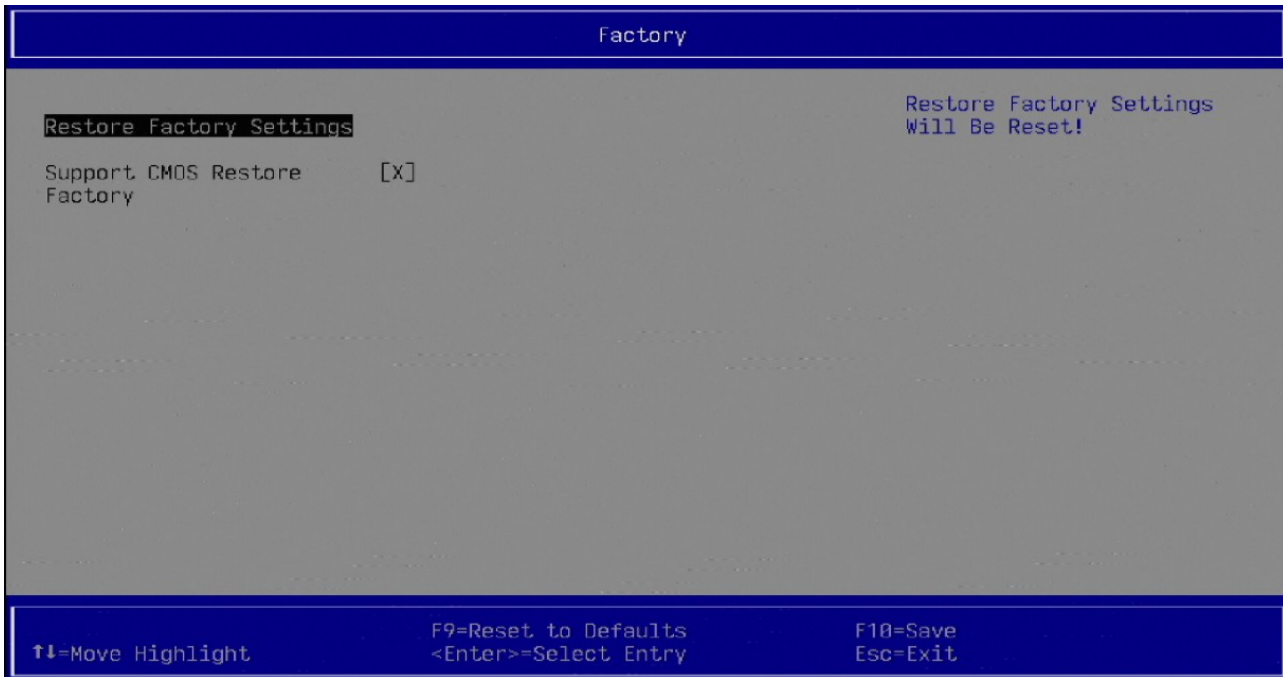 Factory
Restore Factory Settings
Support CMOS Restore [X]
Factory
Restore Factory Settings
Will Be Reset!
↑↓=Move Highlight
F9=Reset to Defaults
<Enter>=Select Entry
F10=Save
Esc=Exit